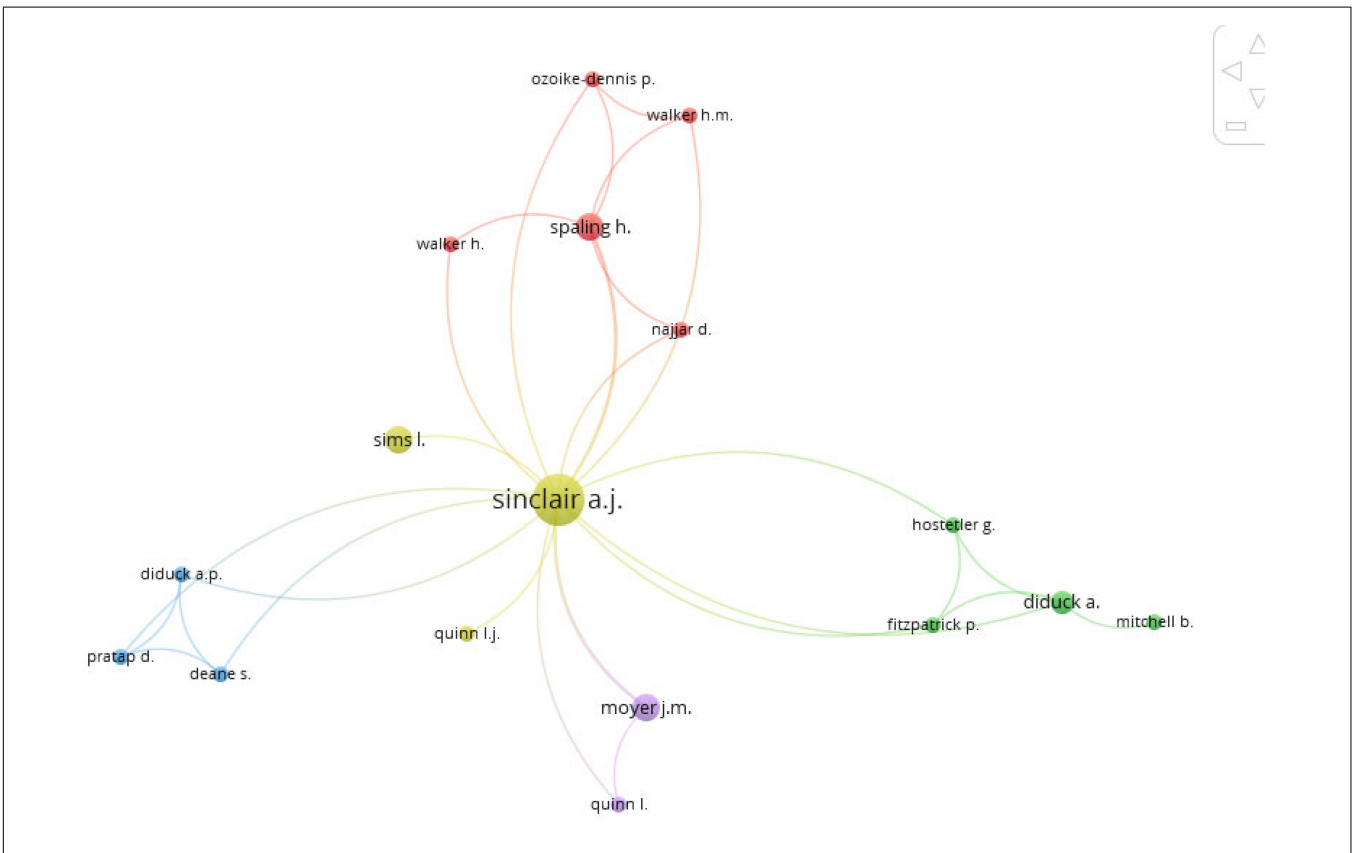 ozoike-dennis p.
walker h.m.
spaling h.
walker h.
najjar d.
sims l.
sinclair a.j.
hostetler g.
diduck a.p.
diduck a.
mitchell b.
fitzpatrick p.
quinn l.j.
pratap d.
deane s.
moyer j.m.
quinn l.